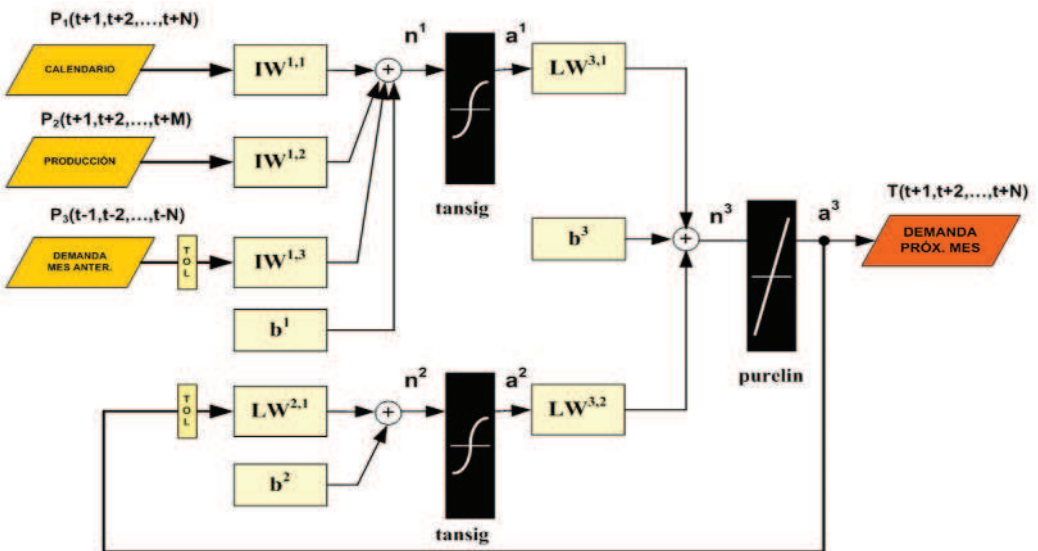 P₁(t+1,t+2,...,t+N)
CALENDARIO
IW¹,¹
n¹
a¹
LW³,¹
tansig
P₂(t+1,t+2,...,t+M)
PRODUCCIÓN
IW¹,²
P₃(t-1,t-2,...,t-N)
DEMANDA
MES ANTER.
TOL
IW¹,³
b¹
b³
n³
a³
purelin
T(t+1,t+2,...,t+N)
DEMANDA
PRÓX. MES
TOL
LW²,¹
n²
a²
LW³,²
b²
tansig